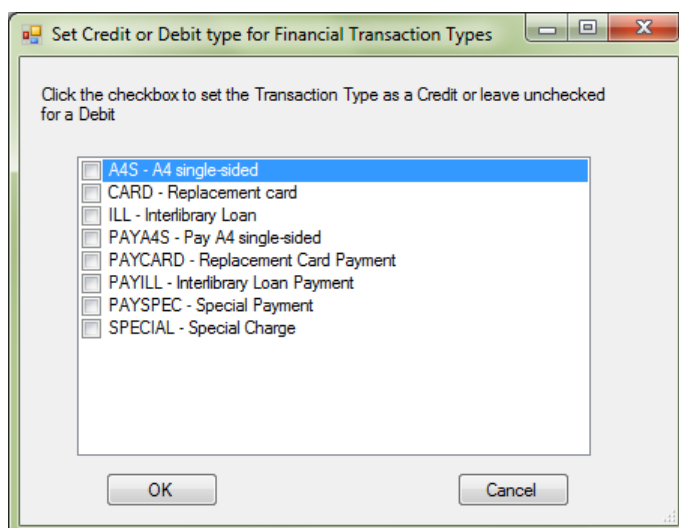 Set Credit or Debit type for Financial Transaction Types
Click the checkbox to set the Transaction Type as a Credit or leave unchecked
for a Debit
A4S - A4 single-sided
CARD - Replacement card
ILL - Interlibrary Loan
PAYA4S - Pay A4 single-sided
PAYCARD - Replacement Card Payment
PAYILL - Interlibrary Loan Payment
PAYSPEC - Special Payment
SPECIAL - Special Charge
OK Cancel